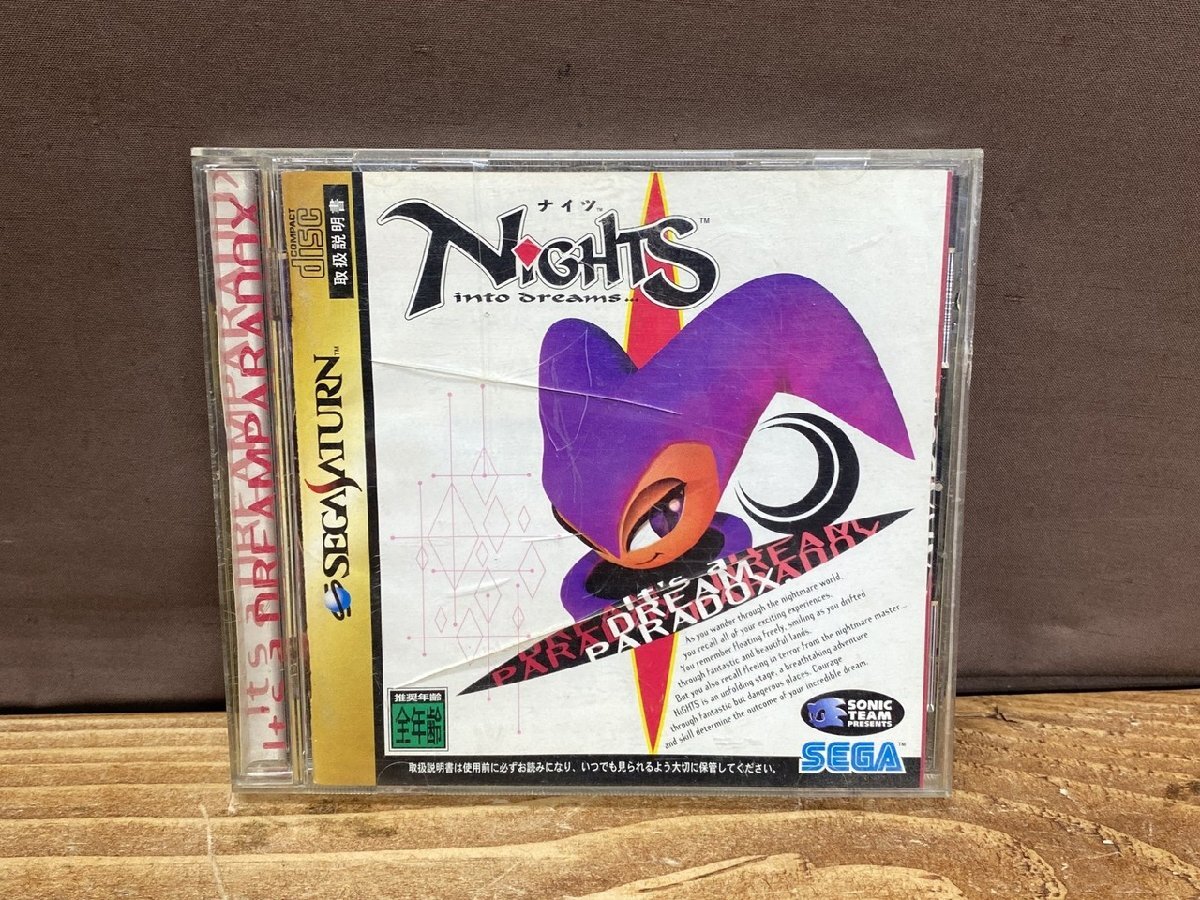 It's a DREAM PARADOX
COMPACT
disc
取扱説明書
SEGA SATURN™
ナイツ™
NiGHTS™
into dreams...
It's a
DREAM
PARADOX
As you wander through the nightmare world,
you recall all of your exciting experiences.
You remember floating freely, smiling as you drifted
through fantastic and beautiful lands.
But you also recall fleeing in terror from the nightmare master...
NiGHTS is an unfolding stage, a breathtaking adventure
through fantastic but dangerous places. Courage
and skill determine the outcome of your incredible dream.
推奨年齢
全年齢
SONIC
TEAM
PRESENTS
SEGA™
取扱説明書は使用前に必ずお読みになり、いつでも見られるよう大切に保管してください。